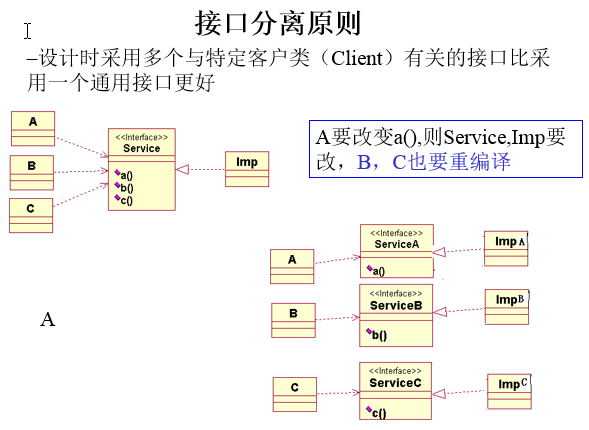 接口分离原则
–设计时采用多个与特定客户类（Client）有关的接口比采
用一个通用接口更好
A
B
C
<<Interface>>
Service
a()
b()
c()
Imp
A要改变a(),则Service,Imp要
改，B，C也要重编译
A
<<Interface>>
ServiceA
a()
Imp A
B
<<Interface>>
ServiceB
b()
ImpB
A
C
<<Interface>>
ServiceC
c()
Imp C